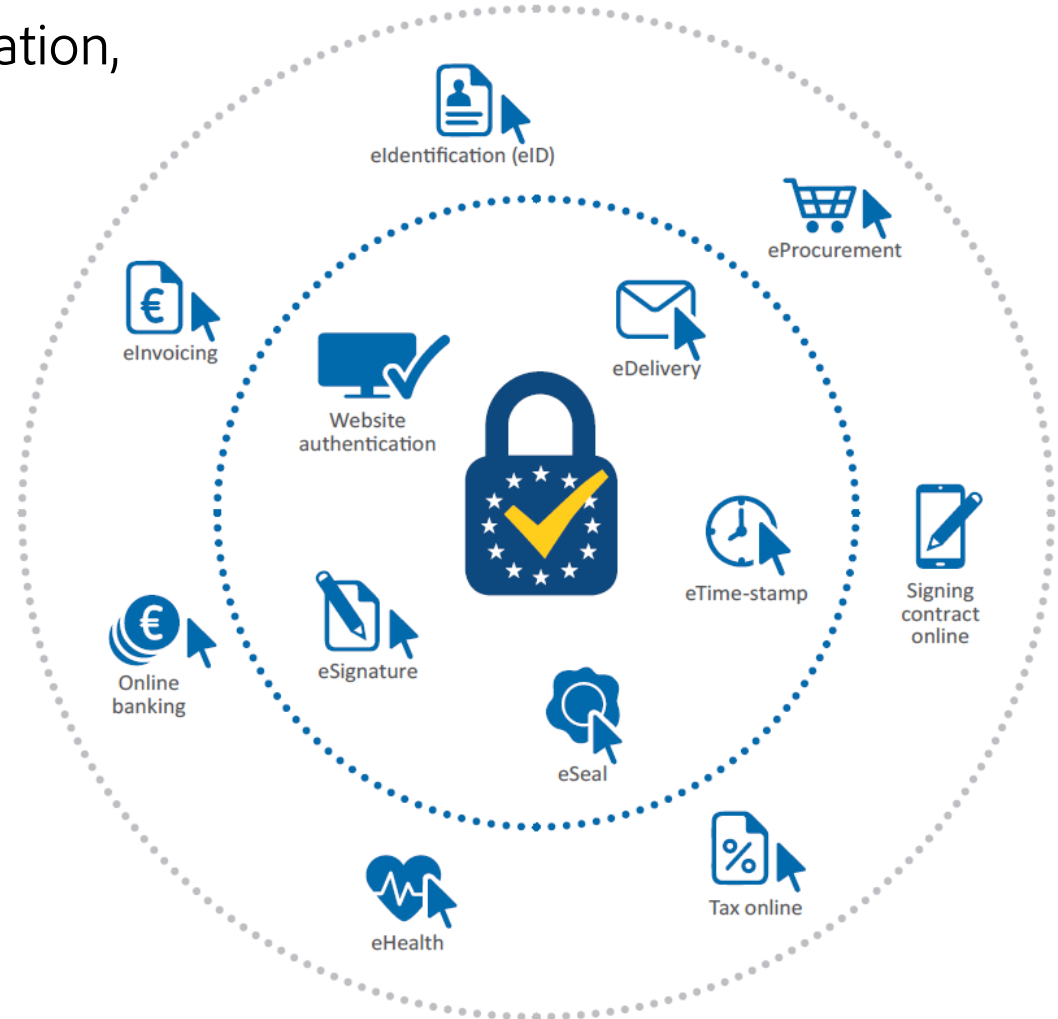 ation,
eIdentification (eID)
eProcurement
eInvoicing
eDelivery
Website
authentication
eTime-stamp
Signing
contract
online
eSignature
Online
banking
eSeal
Tax online
eHealth